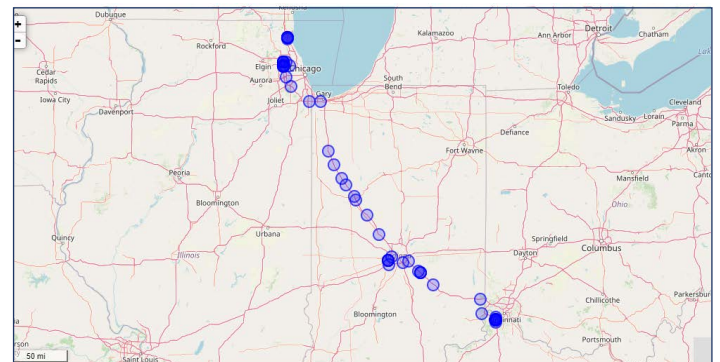 Dubuque
Kenosha
+
-
Rockford
Kalamazoo
Ann Arbor
Detroit
Chatham
Cedar
Rapids
Elgin
Chicago
Aurora
Iowa City
Joliet
Gary
South
Bend
Toledo
Davenport
Sandusky
Lorain
Cleveland
Parma
Defiance
Akron
Fort Wayne
Peoria
Mansfield
Bloomington
Ohio
Quincy
Urbana
Illinois
Springfield
Columbus
Dayton
Bloomington
Chillicothe
Parkersbur
Portsmouth
50 mi
Saint Louis